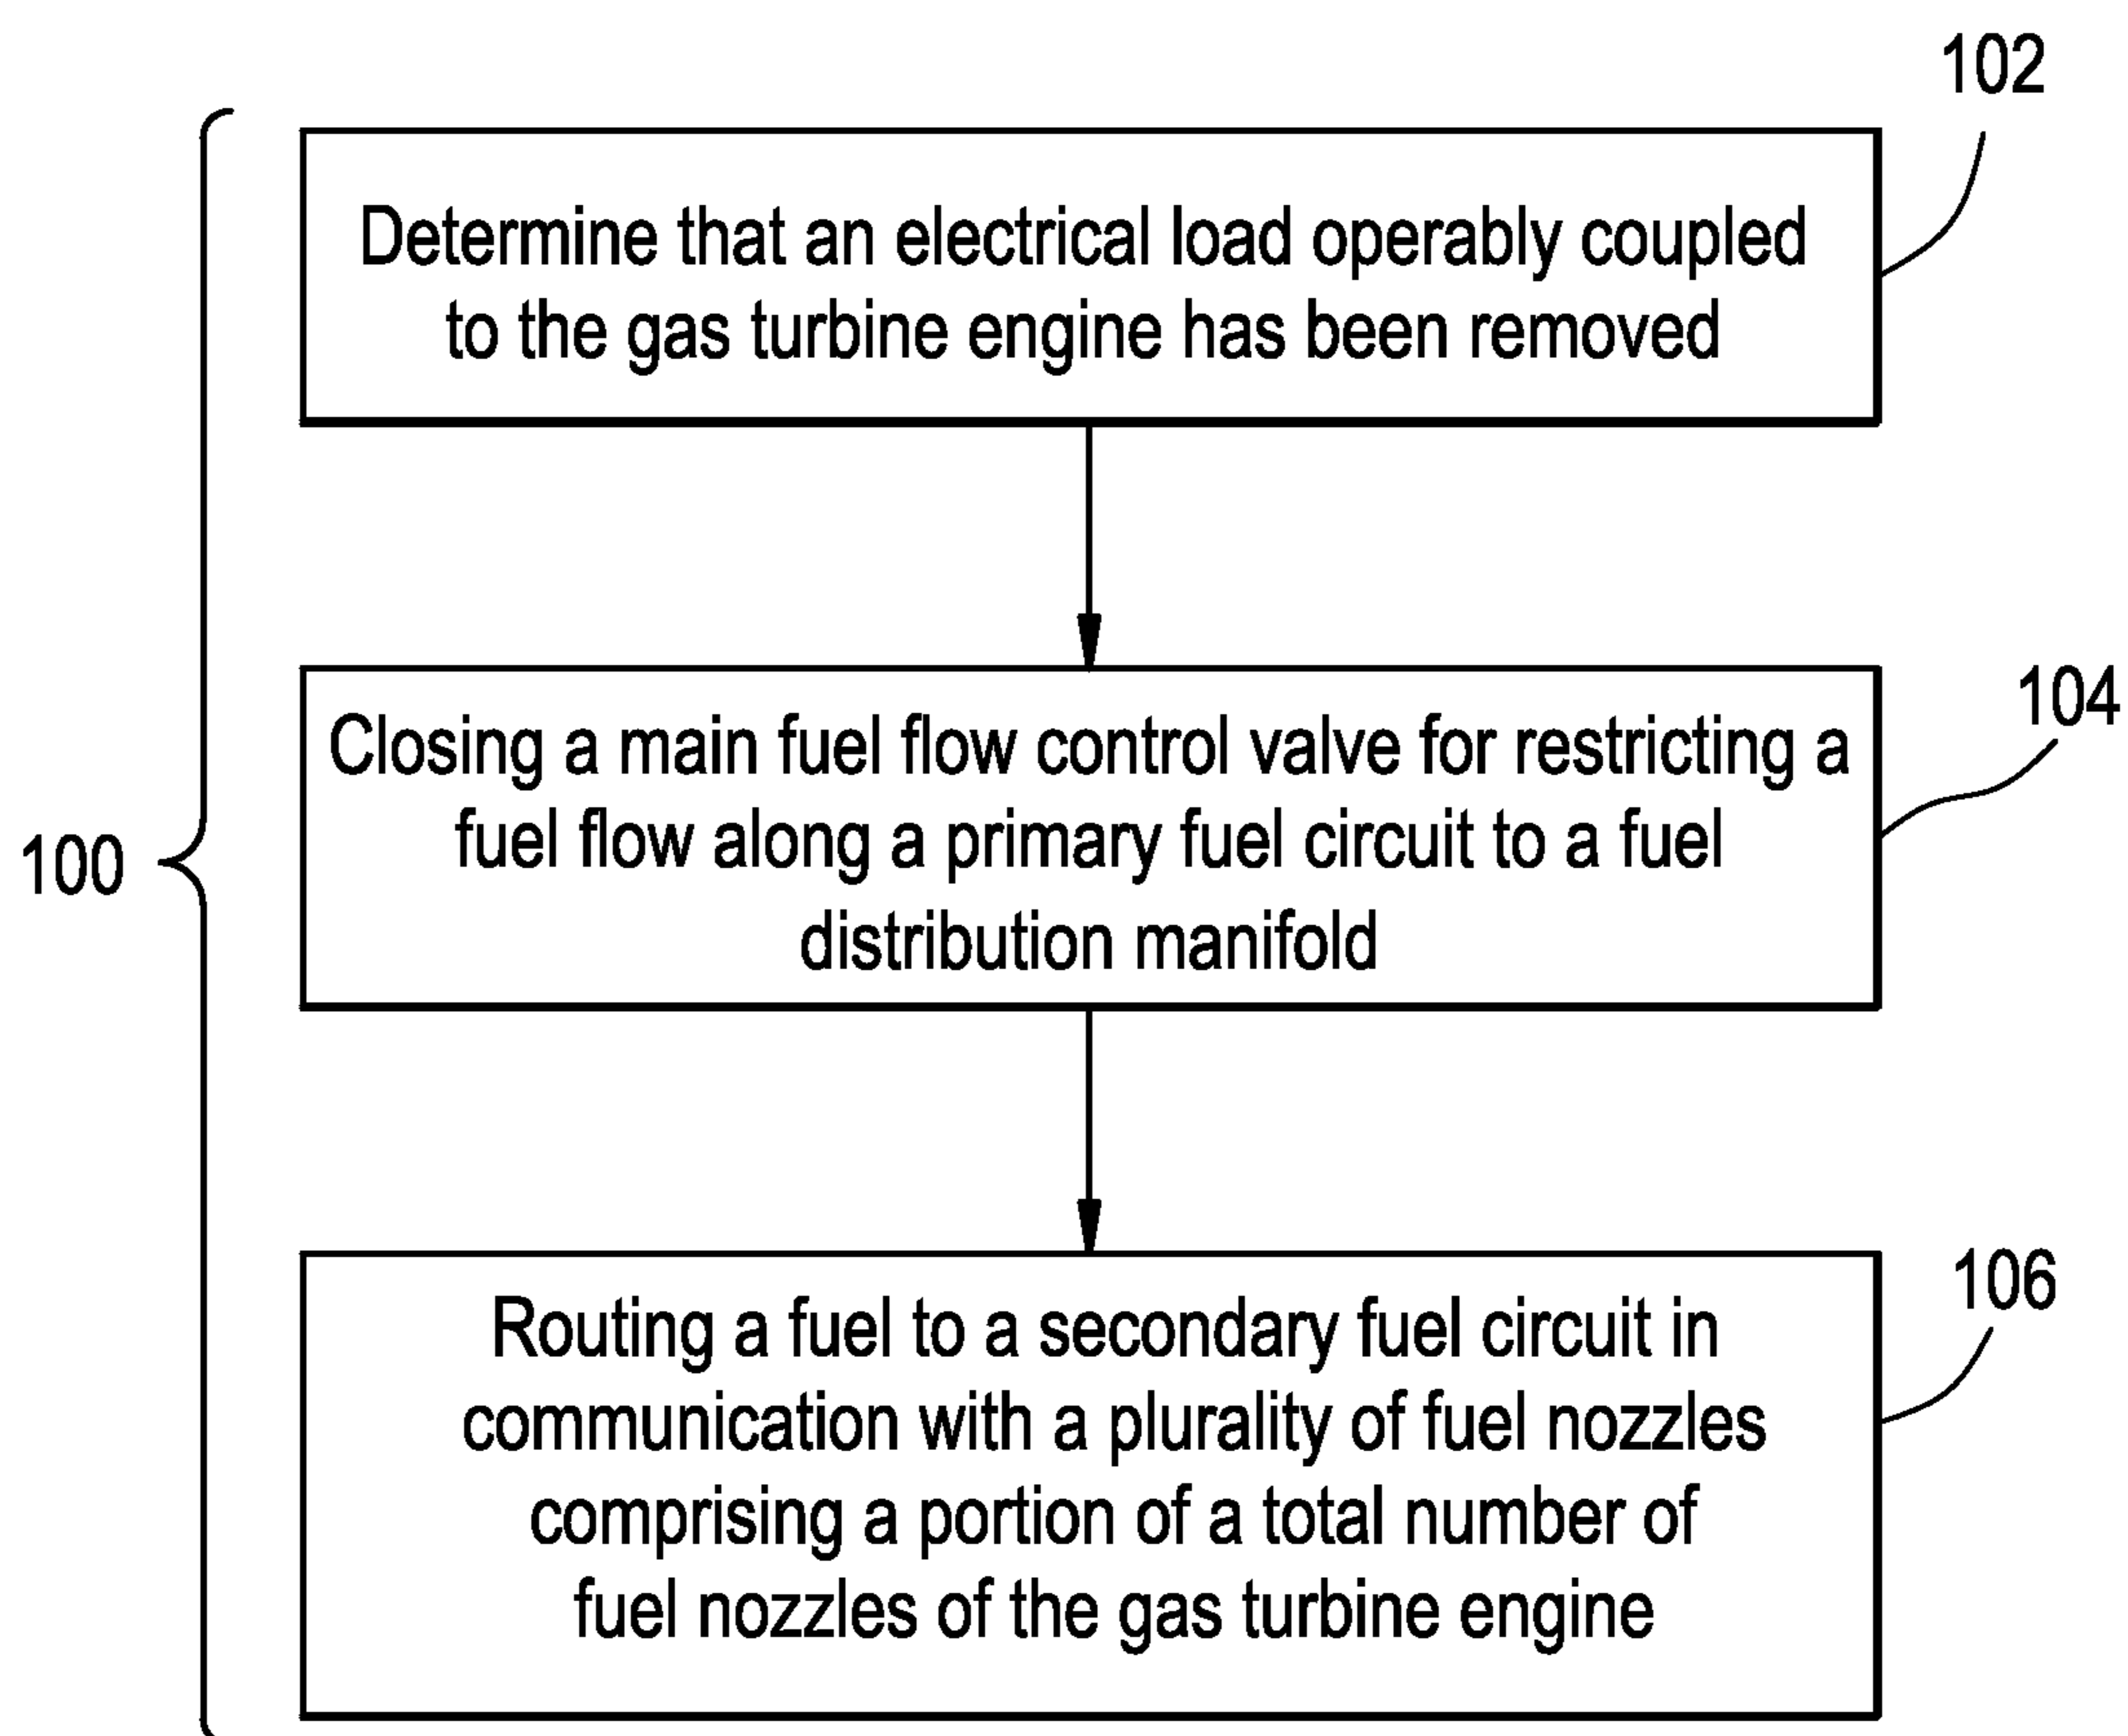 102
Determine that an electrical load operably coupled
to the gas turbine engine has been removed
104
Closing a main fuel flow control valve for restricting a
fuel flow along a primary fuel circuit to a fuel
distribution manifold
100
106
Routing a fuel to a secondary fuel circuit in
communication with a plurality of fuel nozzles
comprising a portion of a total number of
fuel nozzles of the gas turbine engine